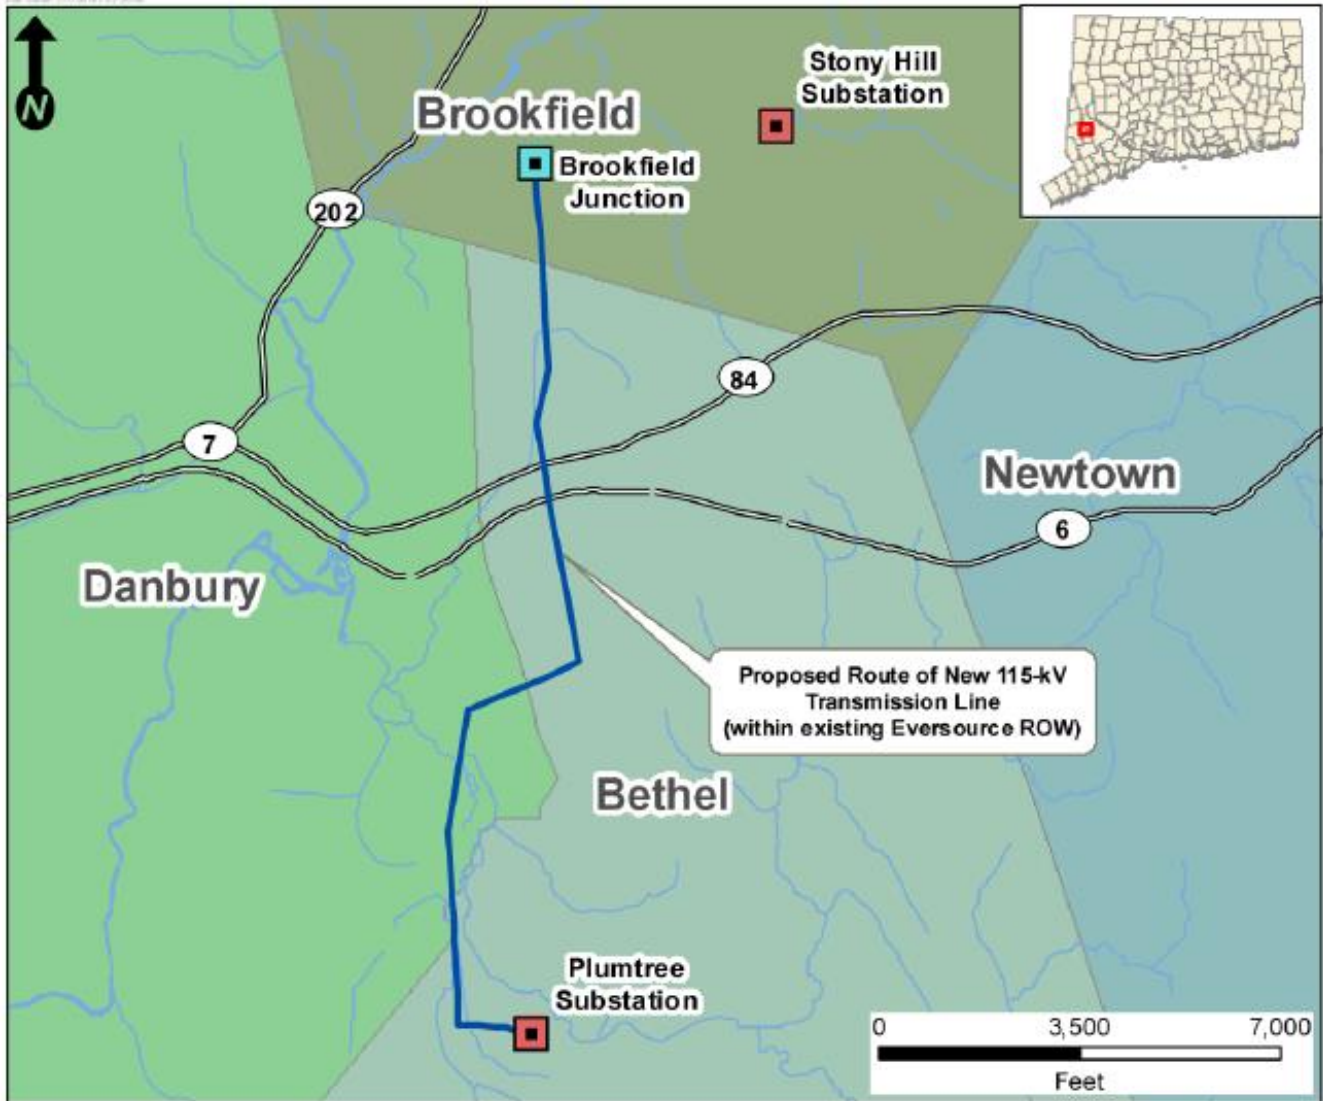 N
Stony Hill
Substation
Brookfield
Brookfield
Junction
202
84
7
Newtown
6
Danbury
Proposed Route of New 115-kV
Transmission Line
(within existing Eversource ROW)
Bethel
Plumtree
Substation
0 3,500 7,000
Feet